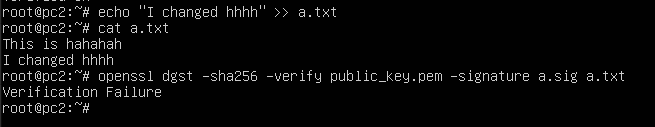 root@pc2:~# echo "I changed hhhh" >> a.txt
root@pc2:~# cat a.txt
This is hahahah
I changed hhhh
root@pc2:~# openssl dgst -sha256 -verify public_key.pem -signature a.sig a.txt
Verification Failure
root@pc2:~#